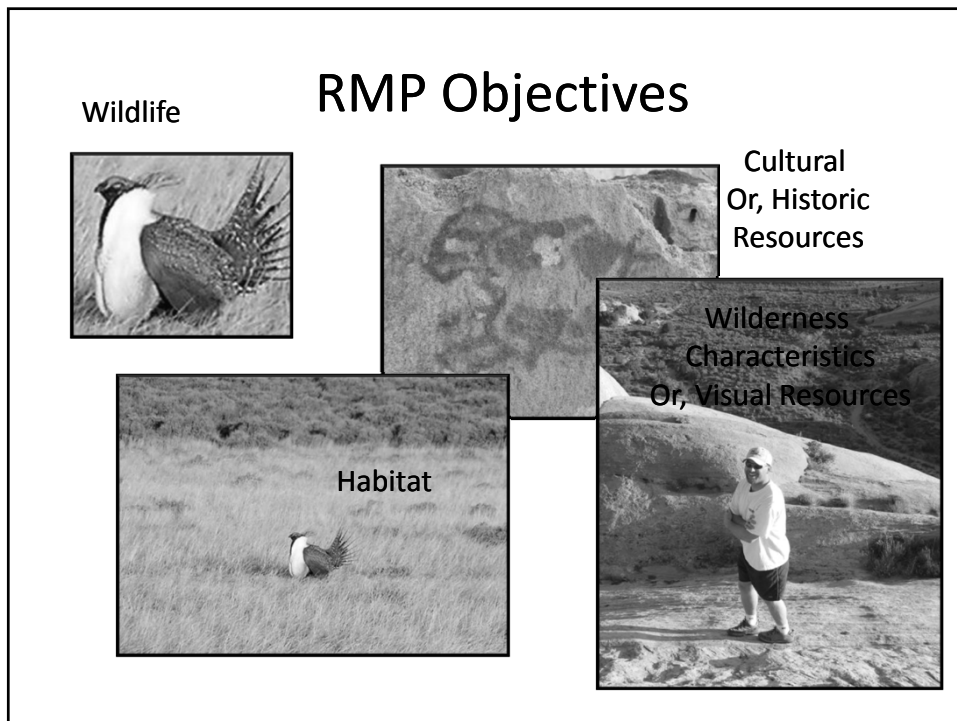 RMP Objectives
Wildlife
Cultural
Or, Historic
Resources
Wilderness
Characteristics
Or, Visual Resources
Habitat